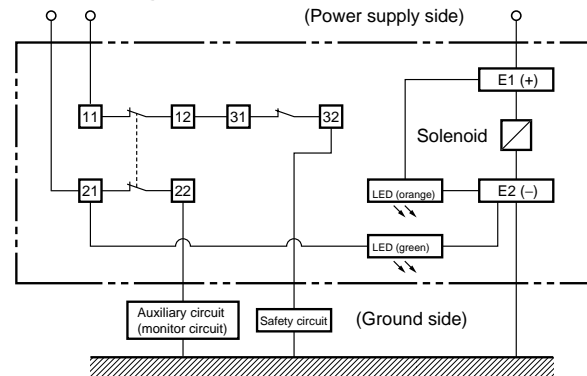 (Power supply side)
E1 (+)
11
12
31
32
Solenoid
21
22
LED (orange)
E2 (−)
LED (green)
Auxiliary circuit
(monitor circuit)
Safety circuit
(Ground side)